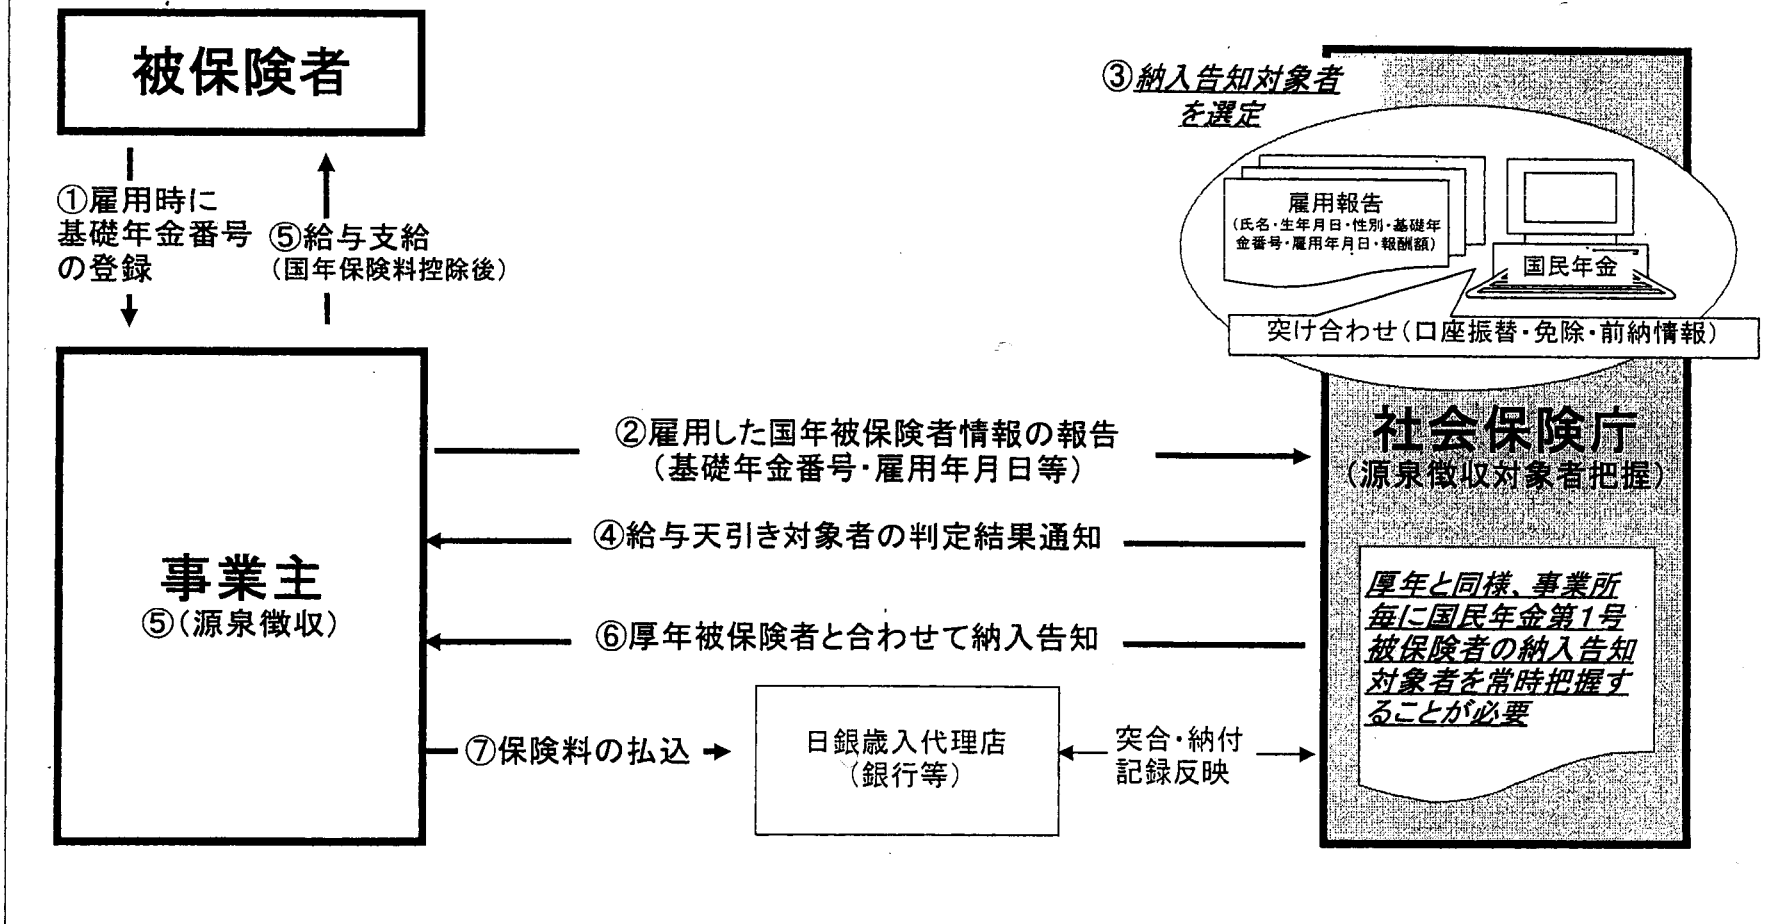 被保険者
①雇用時に
基礎年金番号
の登録
⑤給与支給
(国年保険料控除後)
③納入告知対象者
を選定
雇用報告
(氏名・生年月日・性別・基礎年
金番号・雇用年月日・報酬額)
国民年金
突け合わせ(口座振替・免除・前納情報)
②雇用した国年被保険者情報の報告
(基礎年金番号・雇用年月日等)
社会保険庁
(源泉徴収対象者把握)
④給与天引き対象者の判定結果通知
事業主
⑤(源泉徴収)
⑥厚年被保険者と合わせて納入告知
厚年と同様、事業所
毎に国民年金第1号
被保険者の納入告知
対象者を常時把握す
ることが必要
⑦保険料の払込
日銀歳入代理店
(銀行等)
突合・納付
記録反映